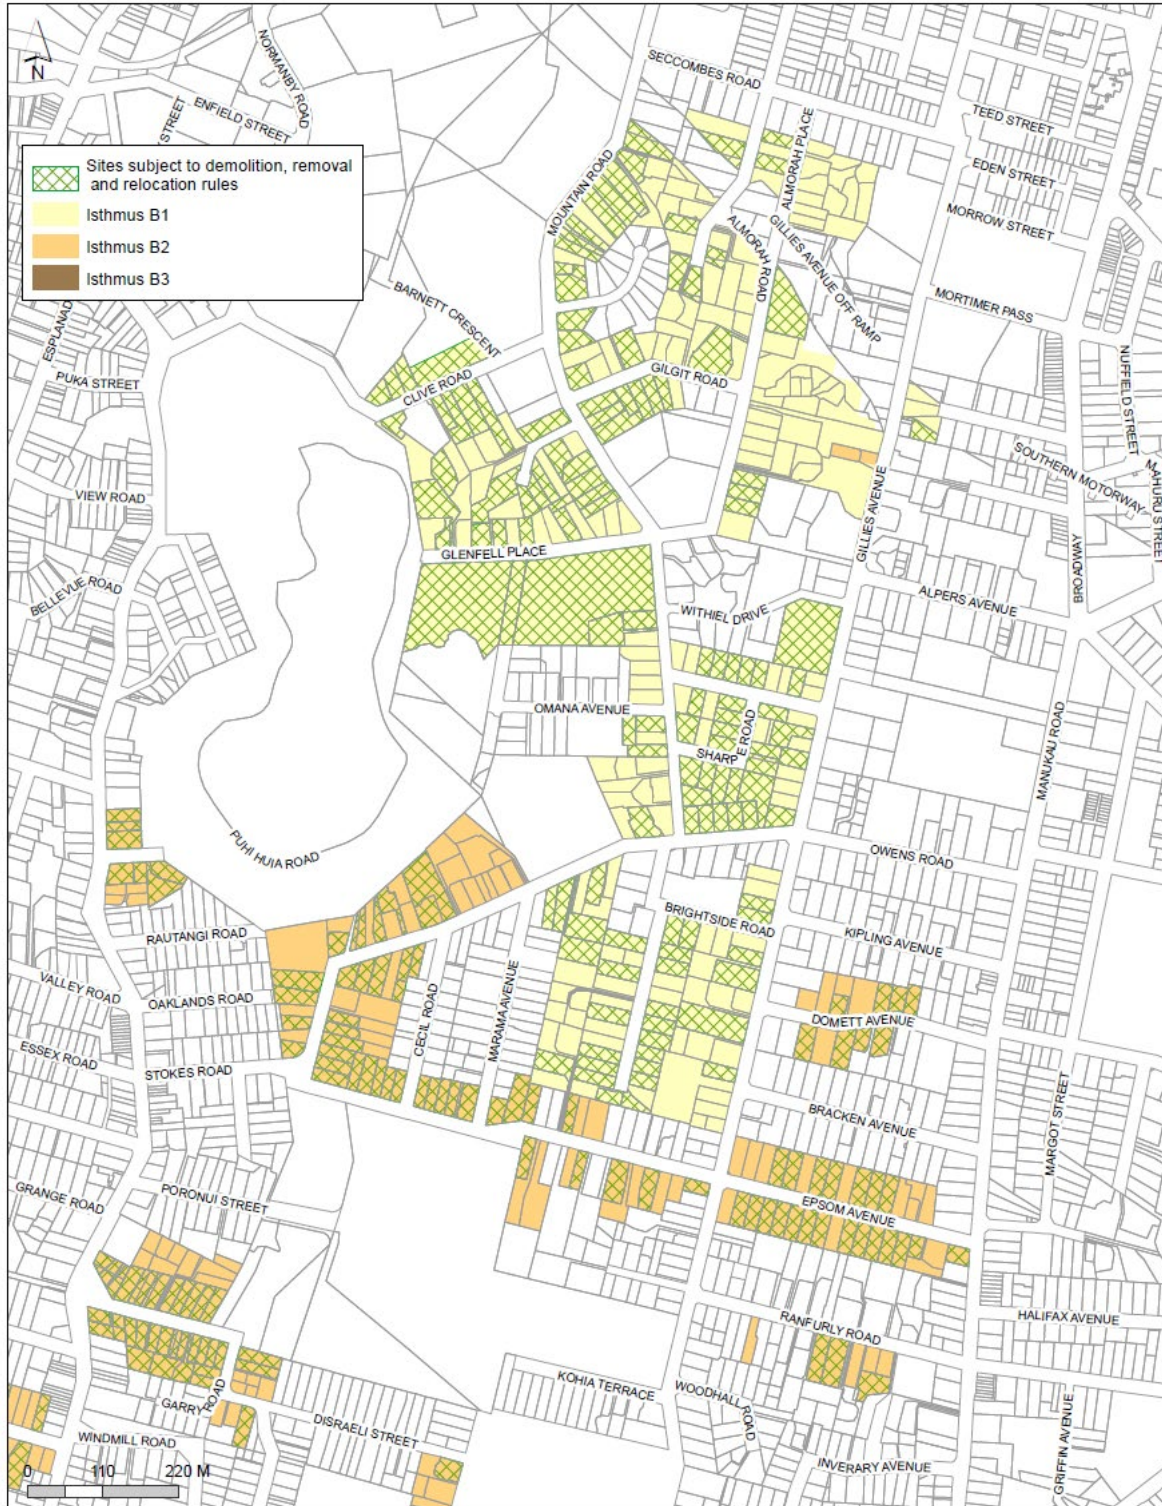 NORMANBY ROAD
SECCOMBES ROAD
N
ENFIELD STREET
STREET
TEED STREET
ALMORAH PLACE
EDEN STREET
Sites subject to demolition, removal
and relocation rules
Isthmus B1
Isthmus B2
Isthmus B3
MOUNTAIN ROAD
MORROW STREET
ALMORAH ROAD
GILLIES AVENUE OFF RAMP
BARNETT CRESCENT
MORTIMER PASS
ESPLANAD
PUKA STREET
CLIVE ROAD
GILGIT ROAD
NUFFIELD STREET
SOUTHERN MOTORWAY
MAHURU STREET
VIEW ROAD
GILLIES AVENUE
GLENFELL PLACE
BROADWAY
BELLEVUE ROAD
WITHIEL DRIVE
ALPERS AVENUE
OMANA AVENUE
SHARPE ROAD
MANUKAU ROAD
PUHI HUIA ROAD
OWENS ROAD
RAUTANGI ROAD
BRIGHTSIDE ROAD
KIPLING AVENUE
VALLEY ROAD
OAKLANDS ROAD
CECIL ROAD
MARAMA AVENUE
DOMETT AVENUE
ESSEX ROAD
STOKES ROAD
BRACKEN AVENUE
MARGOT STREET
GRANGE ROAD
PORONUI STREET
EPSOM AVENUE
RANFURLY ROAD
HALIFAX AVENUE
KOHIA TERRACE
WOODHALL ROAD
GARRY ROAD
DISRAELI STREET
WINDMILL ROAD
INVERARY AVENUE
GRIFFIN AVENUE
0 110 220 M